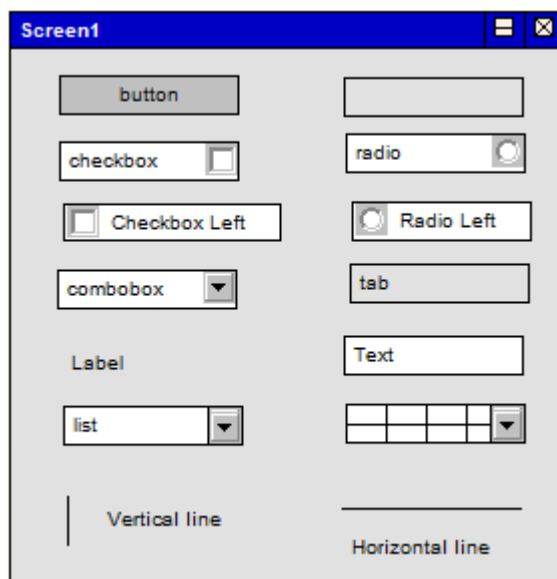 Screen1
button
checkbox
radio
Checkbox Left
Radio Left
combobox
tab
Label
Text
list
Vertical line
Horizontal line